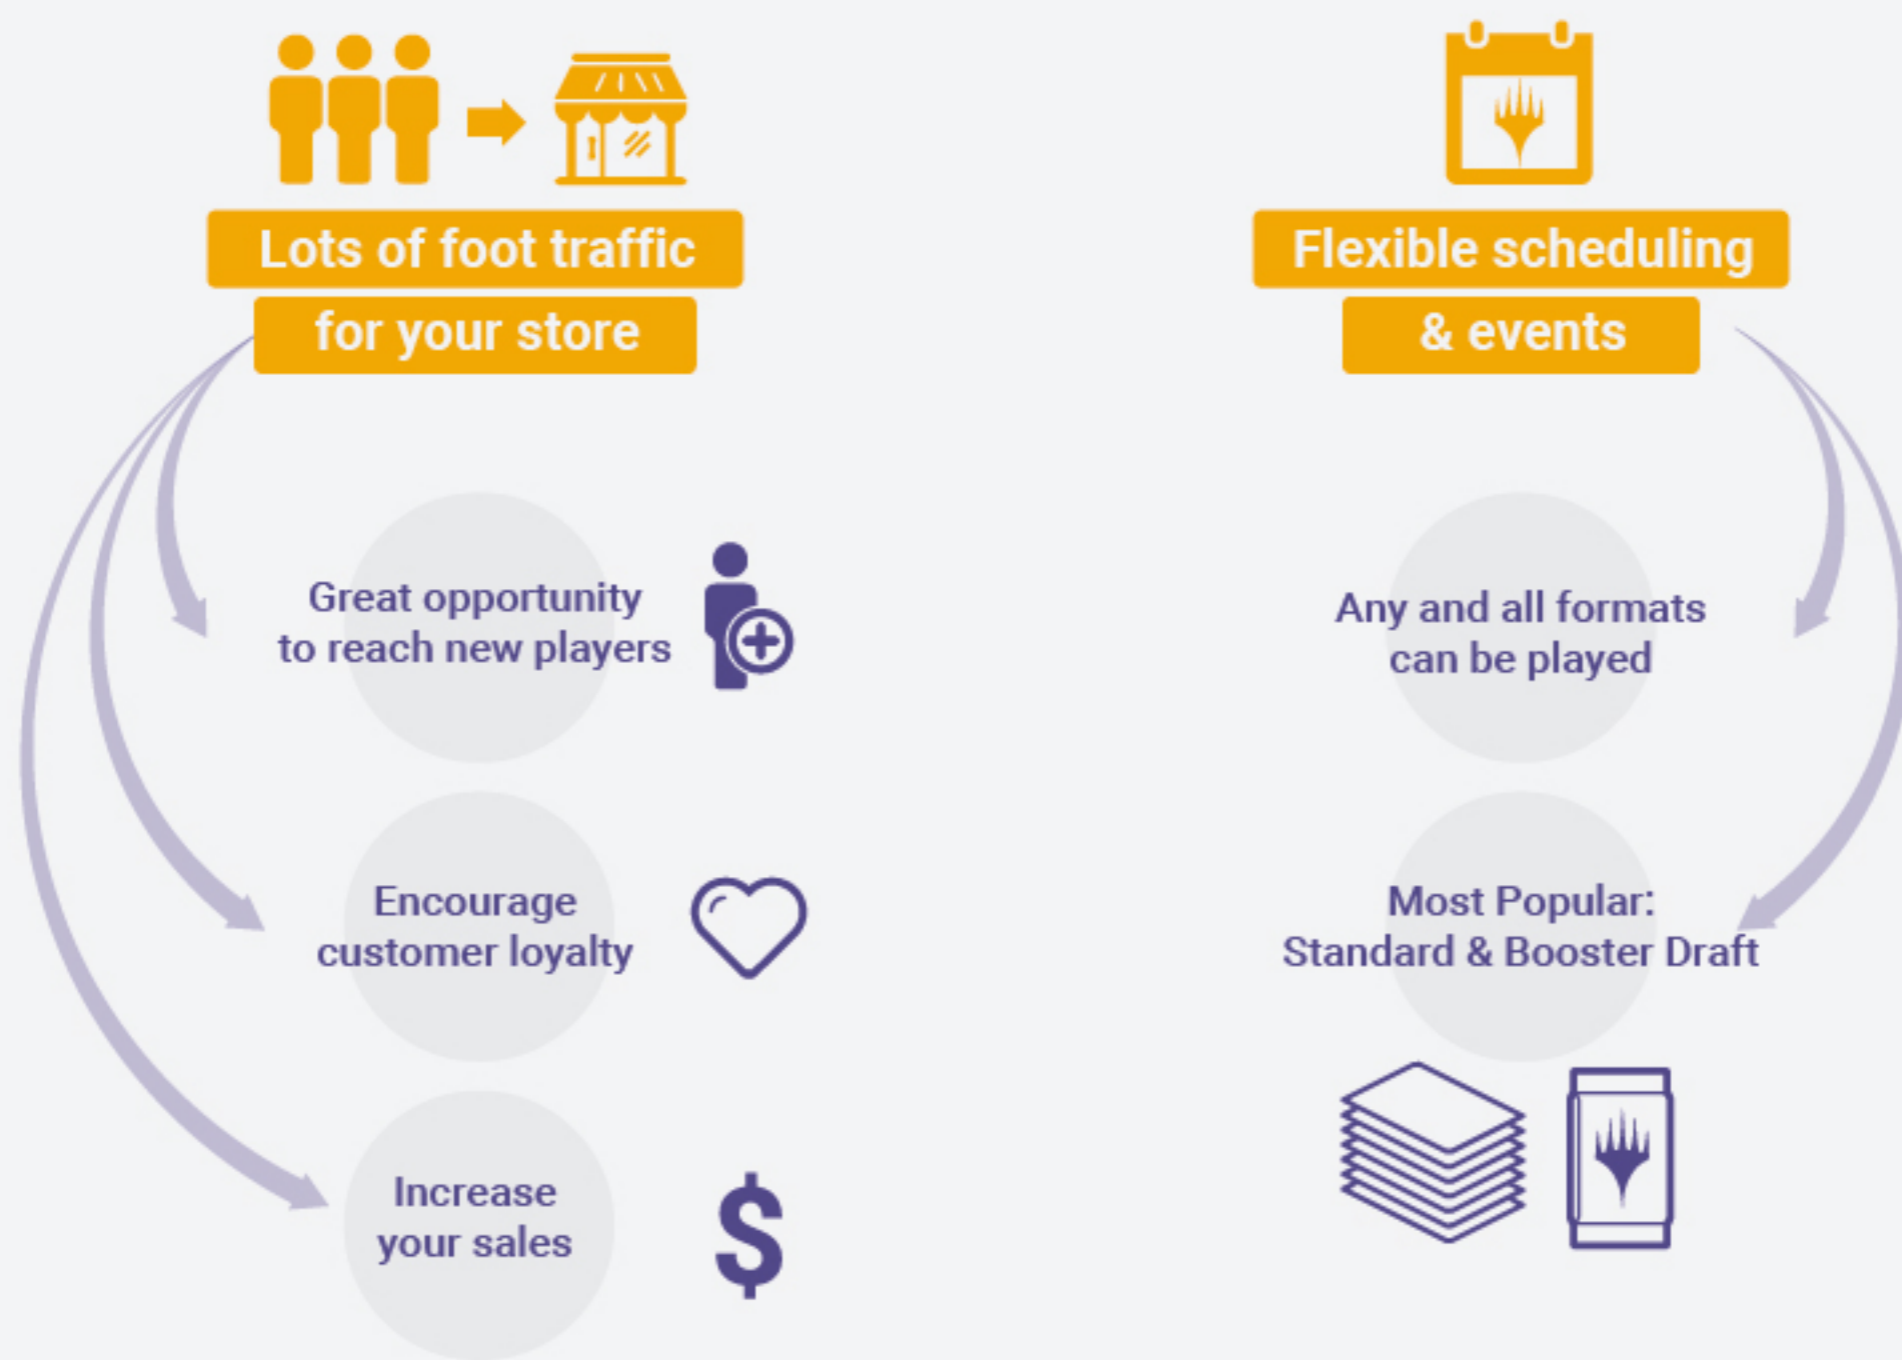 Lots of foot traffic
for your store
Great opportunity
to reach new players
Encourage
customer loyalty
Increase
your sales
$
Flexible scheduling
& events
Any and all formats
can be played
Most Popular:
Standard & Booster Draft